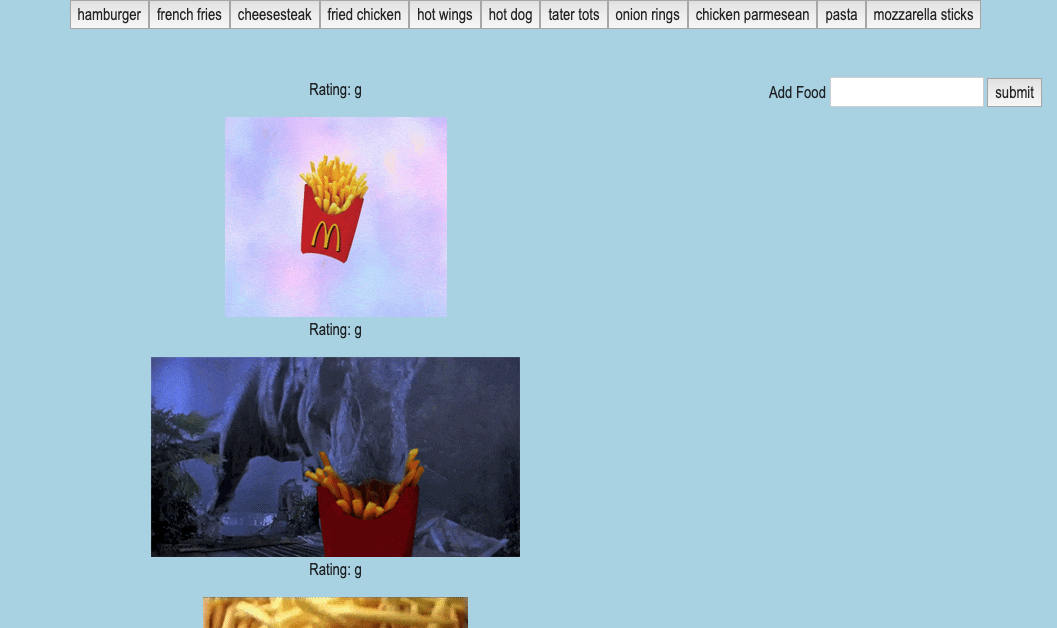 hamburger french fries cheesesteak fried chicken hot wings hot dog tater tots onion rings chicken parmesean pasta mozzarella sticks
Rating: g
Add Food submit
Rating: g
Rating: g